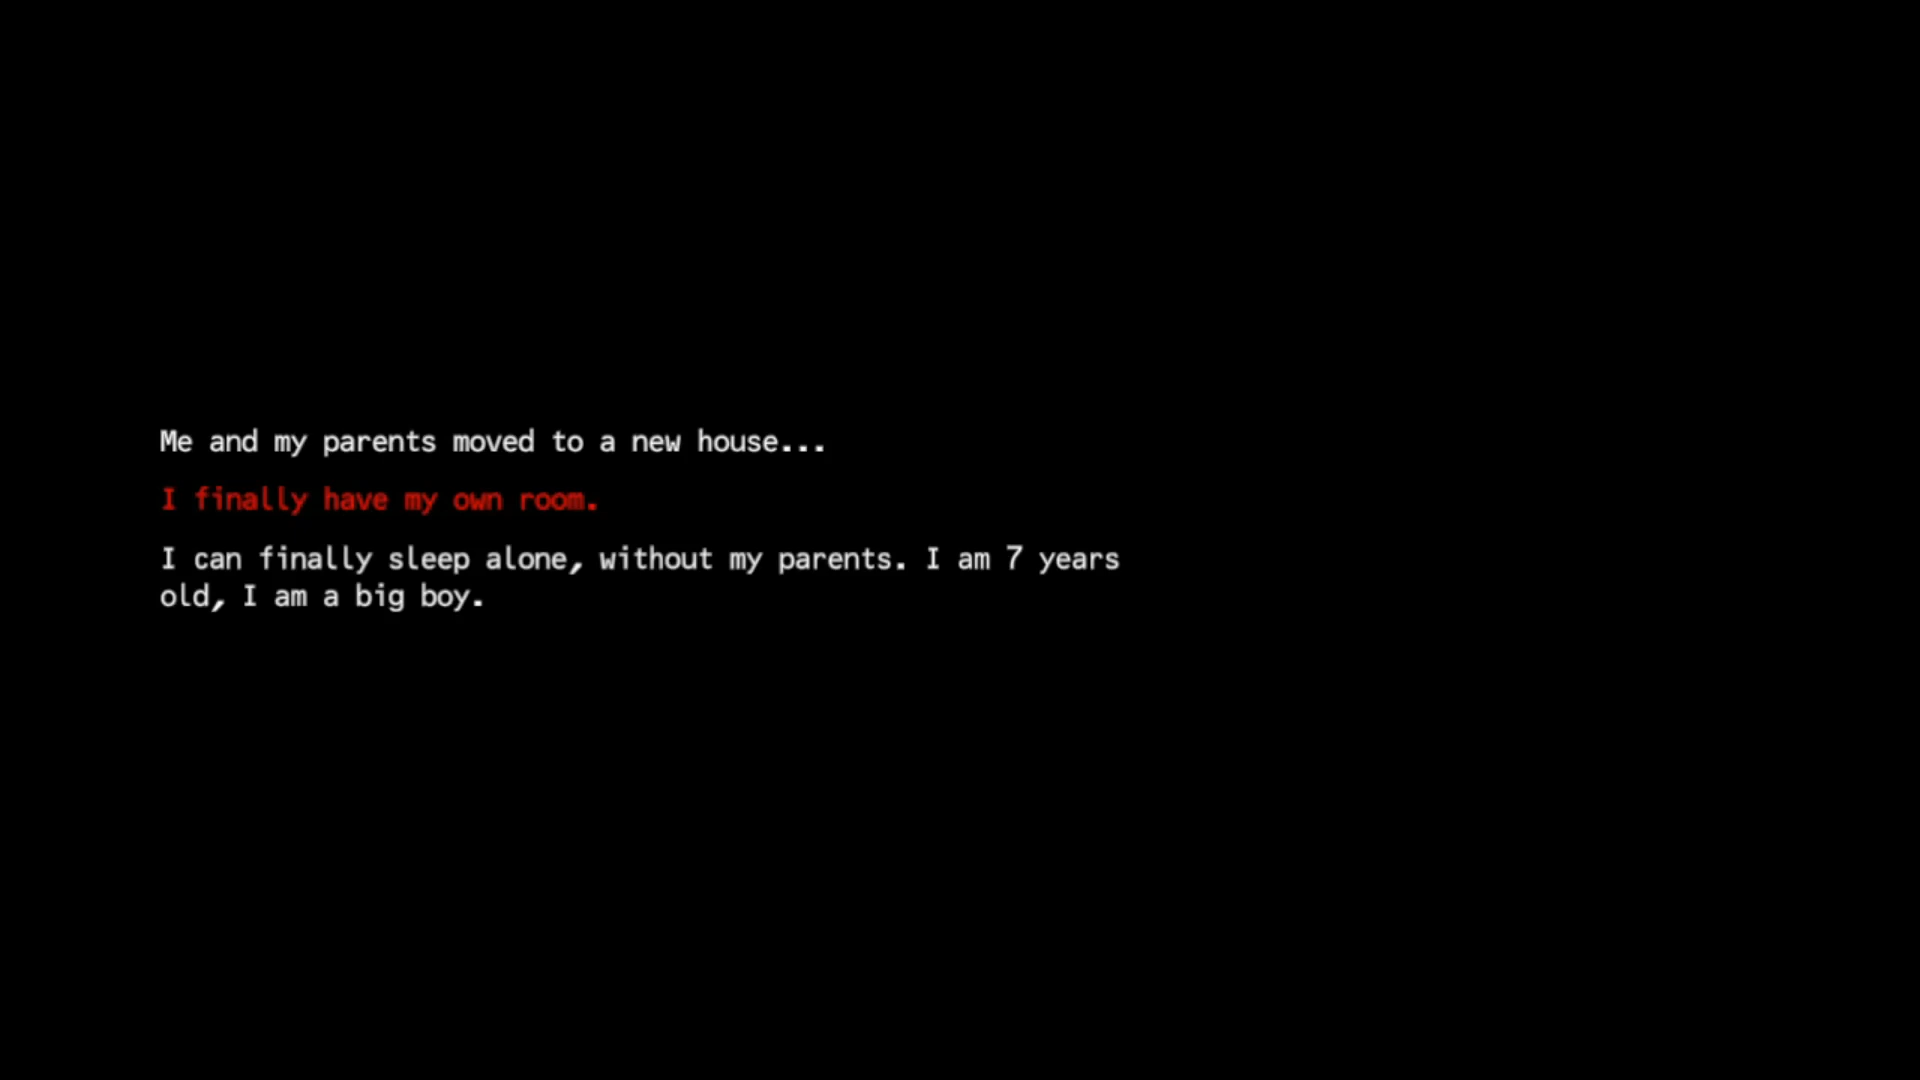 Me and my parents moved to a new house...
I finally have my own room.
I can finally sleep alone, without my parents. I am 7 years
old, I am a big boy.